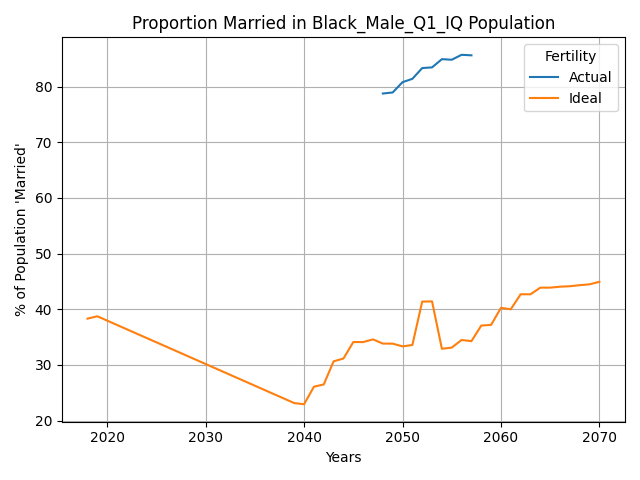 Proportion Married in Black_Male_Q1_IQ Population
% of Population 'Married'
80
70
60
50
40
30
20
2020 2030 2040 2050 2060 2070
Years
Fertility
Actual
Ideal